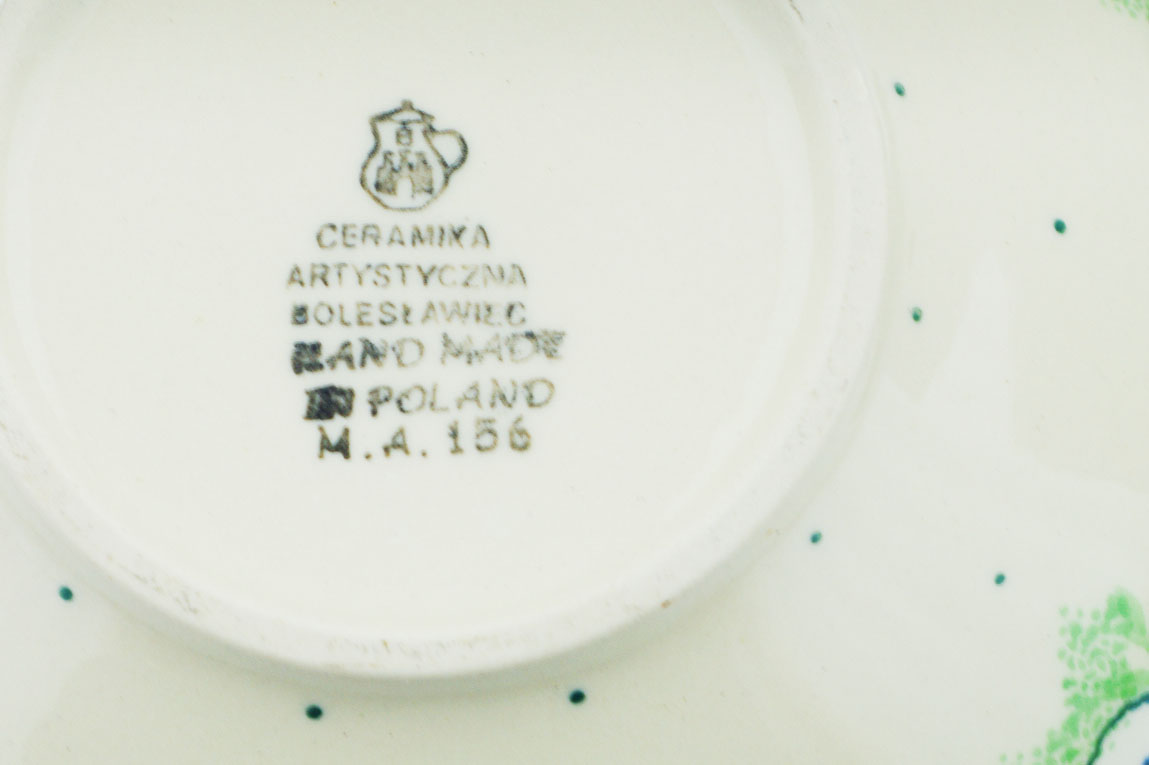 CERAMIKA
ARTYSTYCZNA
BOLESŁAWIEC
HAND MADE
IN POLAND
M.A. 156